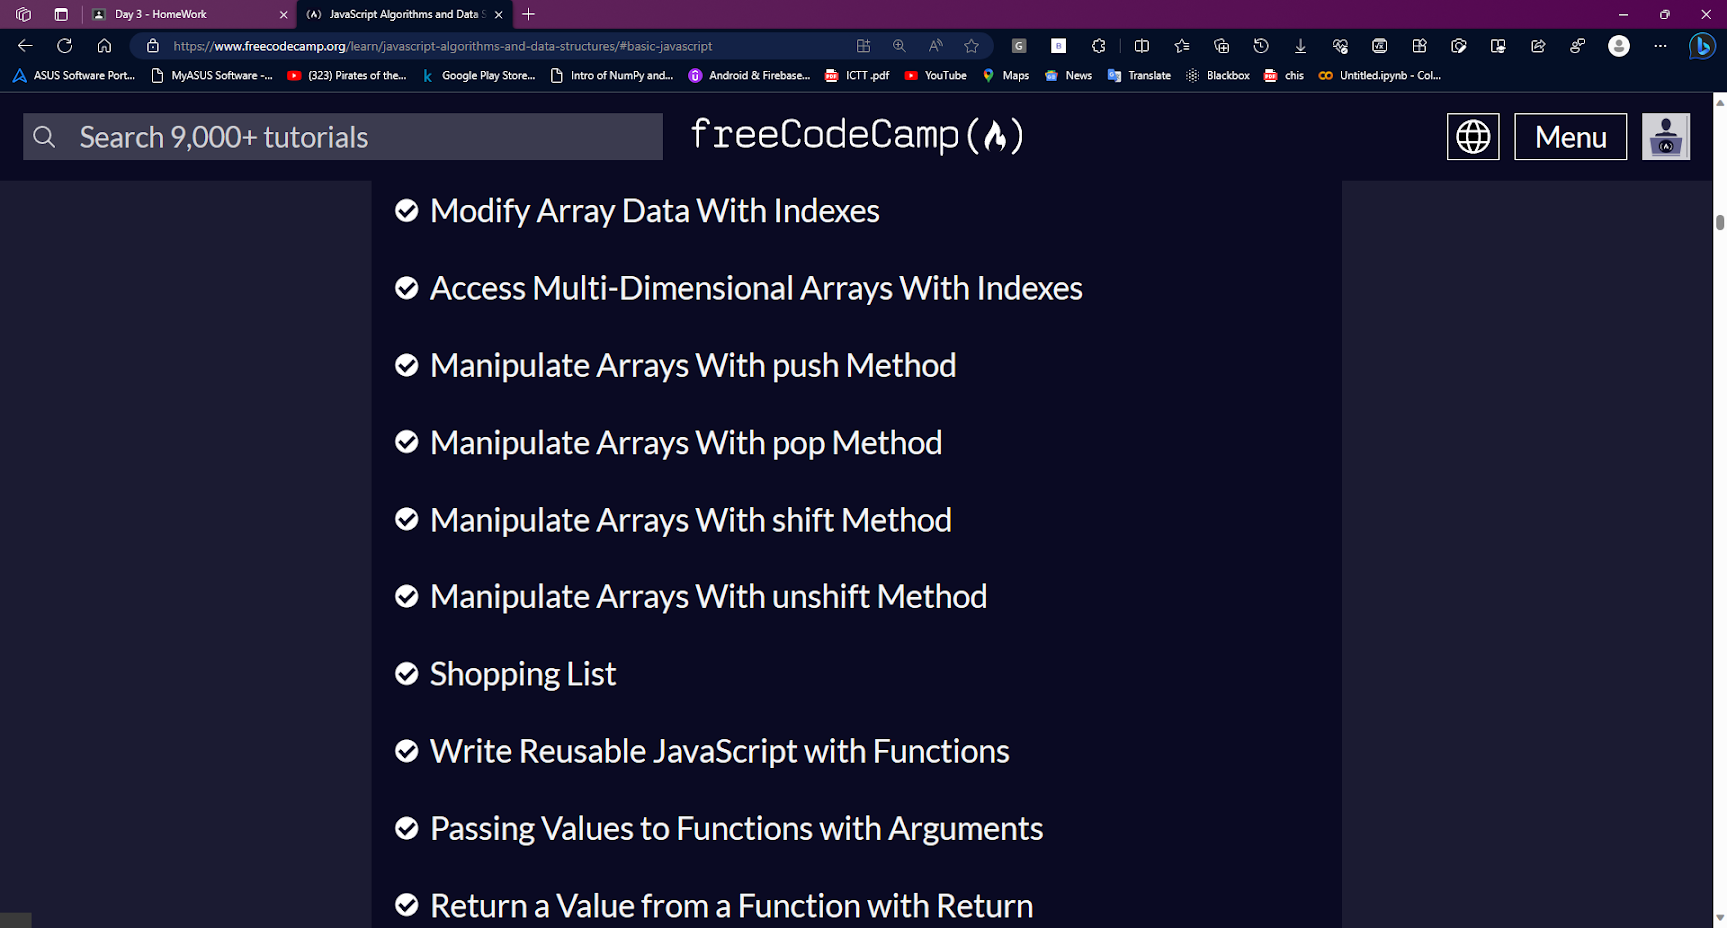 Day 3 - HomeWork
(A) JavaScript Algorithms and Data S
https://www.freecodecamp.org/learn/javascript-algorithms-and-data-structures/#basic-javascript
ASUS Software Port... MyASUS Software -... (323) Pirates of the... Google Play Store... Intro of NumPy and... Android & Firebase... ICTT .pdf YouTube Maps News Translate Blackbox chis Untitled.ipynb - Col...
Search 9,000+ tutorials
freeCodeCamp
Menu
Modify Array Data With Indexes
Access Multi-Dimensional Arrays With Indexes
Manipulate Arrays With push Method
Manipulate Arrays With pop Method
Manipulate Arrays With shift Method
Manipulate Arrays With unshift Method
Shopping List
Write Reusable JavaScript with Functions
Passing Values to Functions with Arguments
Return a Value from a Function with Return